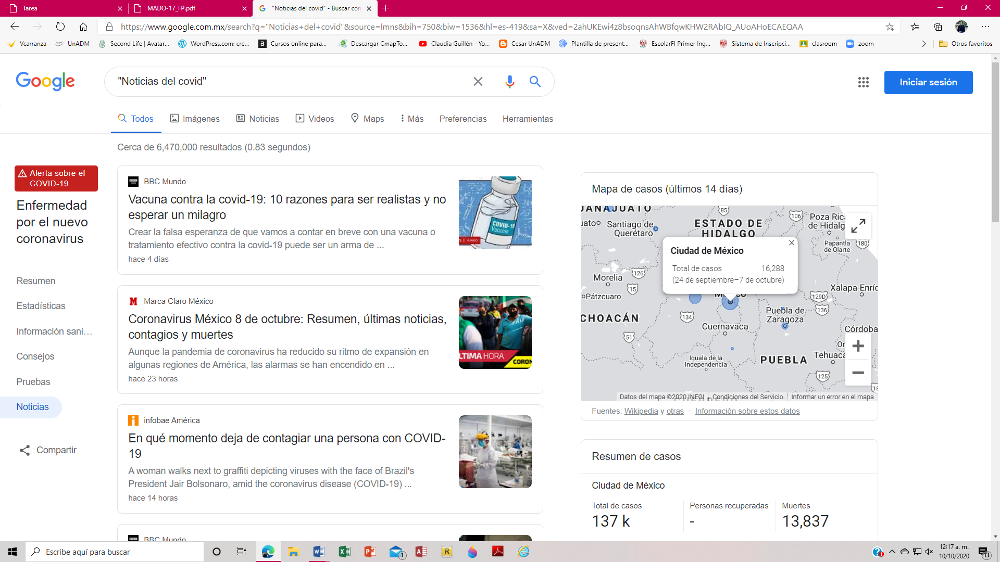 Tarea
MADO-17_FP.pdf
"Noticias del covid" - Buscar con
https://www.google.com.mx/search?q="Noticias+del+covid"&source=lmns&bih=750&biw=1536&hl=es-419&sa=X&ved=2ahUKEwi4z8bsoqnsAhWBfqwKHW2RAbIQ_AUoAHoECAEQAA
Vcarranza
UnADM
Second Life | Avatar...
WordPress.com: cre...
Cursos online para...
Descargar CmapTo...
Claudia Guillén - Yo...
Cesar UnADM
Plantilla de present...
EscolarFI Primer Ing...
Sistema de Inscripci...
clasroom
zoom
Otros favoritos
Google
"Noticias del covid"
Iniciar sesión
Todos
Imágenes
Noticias
Videos
Maps
Más
Preferencias
Herramientas
Cerca de 6,470,000 resultados (0.83 segundos)
Alerta sobre el
COVID-19
Enfermedad
por el nuevo
coronavirus
Resumen
Estadísticas
Información sani...
Consejos
Pruebas
Noticias
Compartir
BBC Mundo
Vacuna contra la covid-19: 10 razones para ser realistas y no
esperar un milagro
Crear la falsa esperanza de que vamos a contar en breve con una vacuna o
tratamiento efectivo contra la covid-19 puede ser un arma de ...
hace 4 días
COVID-19
Vaccine
MUNDO
Marca Claro México
Coronavirus México 8 de octubre: Resumen, últimas noticias,
contagios y muertes
Aunque la pandemia de coronavirus ha reducido su ritmo de expansión en
algunas regiones de América, las alarmas se han encendido en ...
hace 23 horas
LTIMA HORA
CORON
infobae América
En qué momento deja de contagiar una persona con COVID-
19
A woman walks next to graffiti depicting viruses with the face of Brazil's
President Jair Bolsonaro, amid the coronavirus disease (COVID-19) ...
hace 14 horas
BBC Mundo
Mapa de casos (últimos 14 días)
ANAJUATO
uato
Santiago de
Querétaro
85
ESTADO DE
HIDALGO
106
Poza Ric
de Hidalg
Papantla
de Olarte
180
Ciudad de México
Total de casos 16,288
(24 de septiembre–7 de octubre)
Morelia
126
15
Pátzcuaro
Xalapa-Enríc
129D
136
CHOACÁN
134
Puebla de
Zaragoza
Cuernavaca
51
Córdoba
Or
Iguala de la
Independencia
PUEBLA
Tehuaca
125
18
Datos del mapa ©2020 INEGI
Condiciones del Servicio
Informar un error en el mapa
Fuentes: Wikipedia y otras · Información sobre estos datos
Resumen de casos
Ciudad de México
Total de casos
137 k
Personas recuperadas
-
Muertes
13,837
Escribe aquí para buscar
1
12:17 a. m.
10/10/2020
13